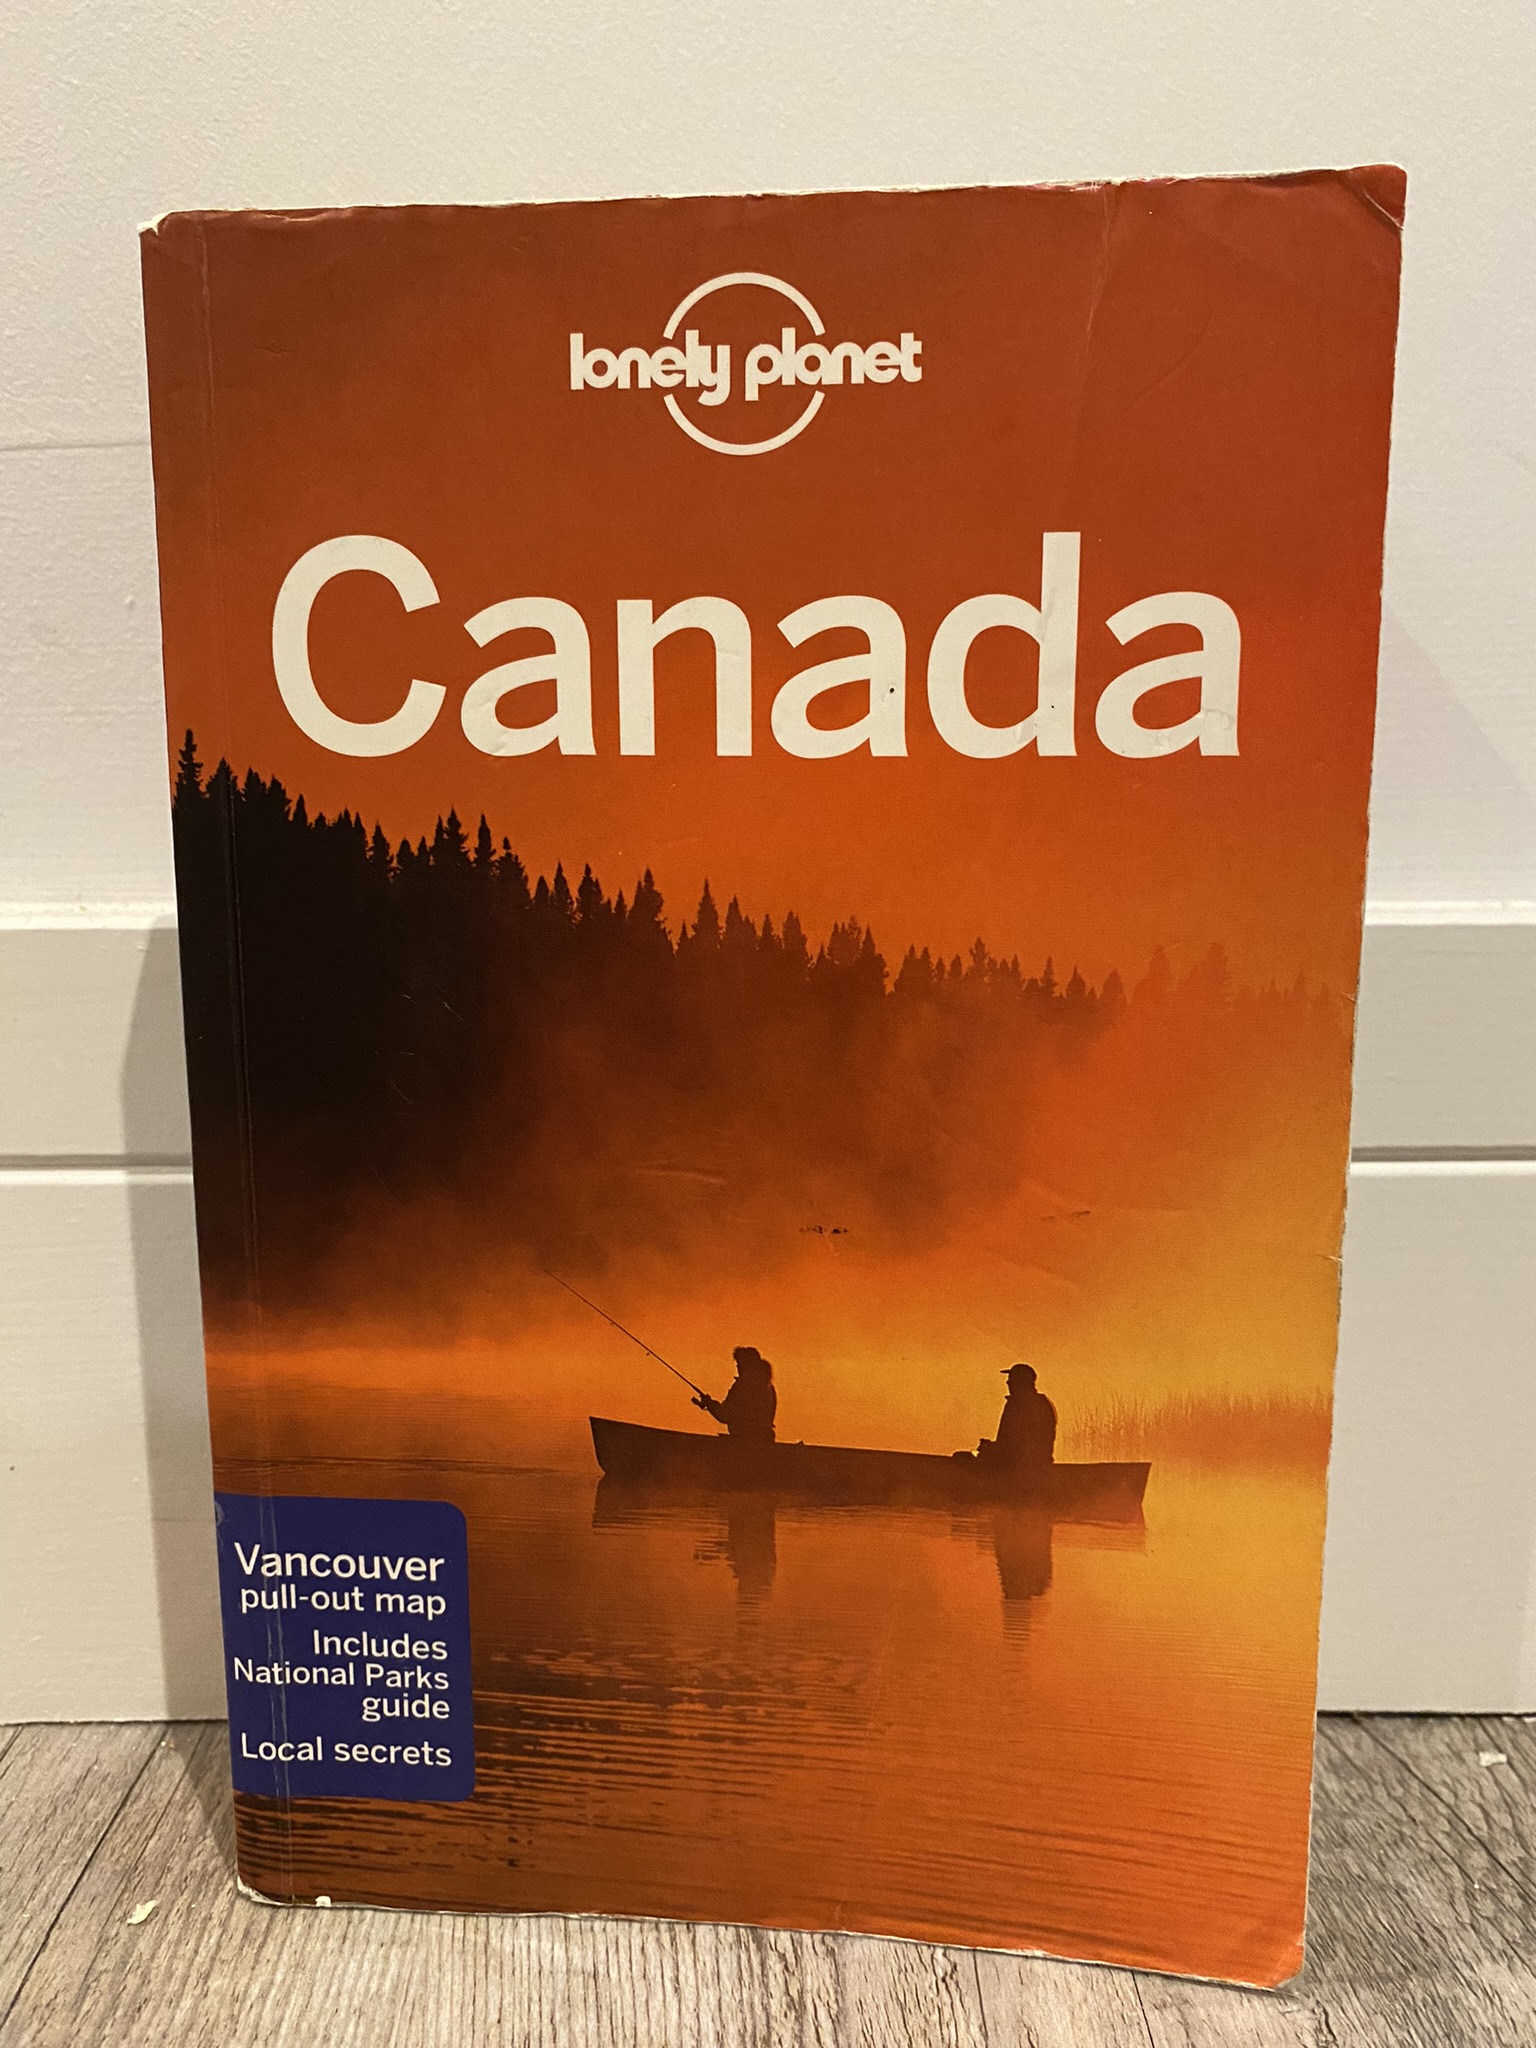 lonely planet
Canada
Vancouver
pull-out map
Includes
National Parks
guide
Local secrets